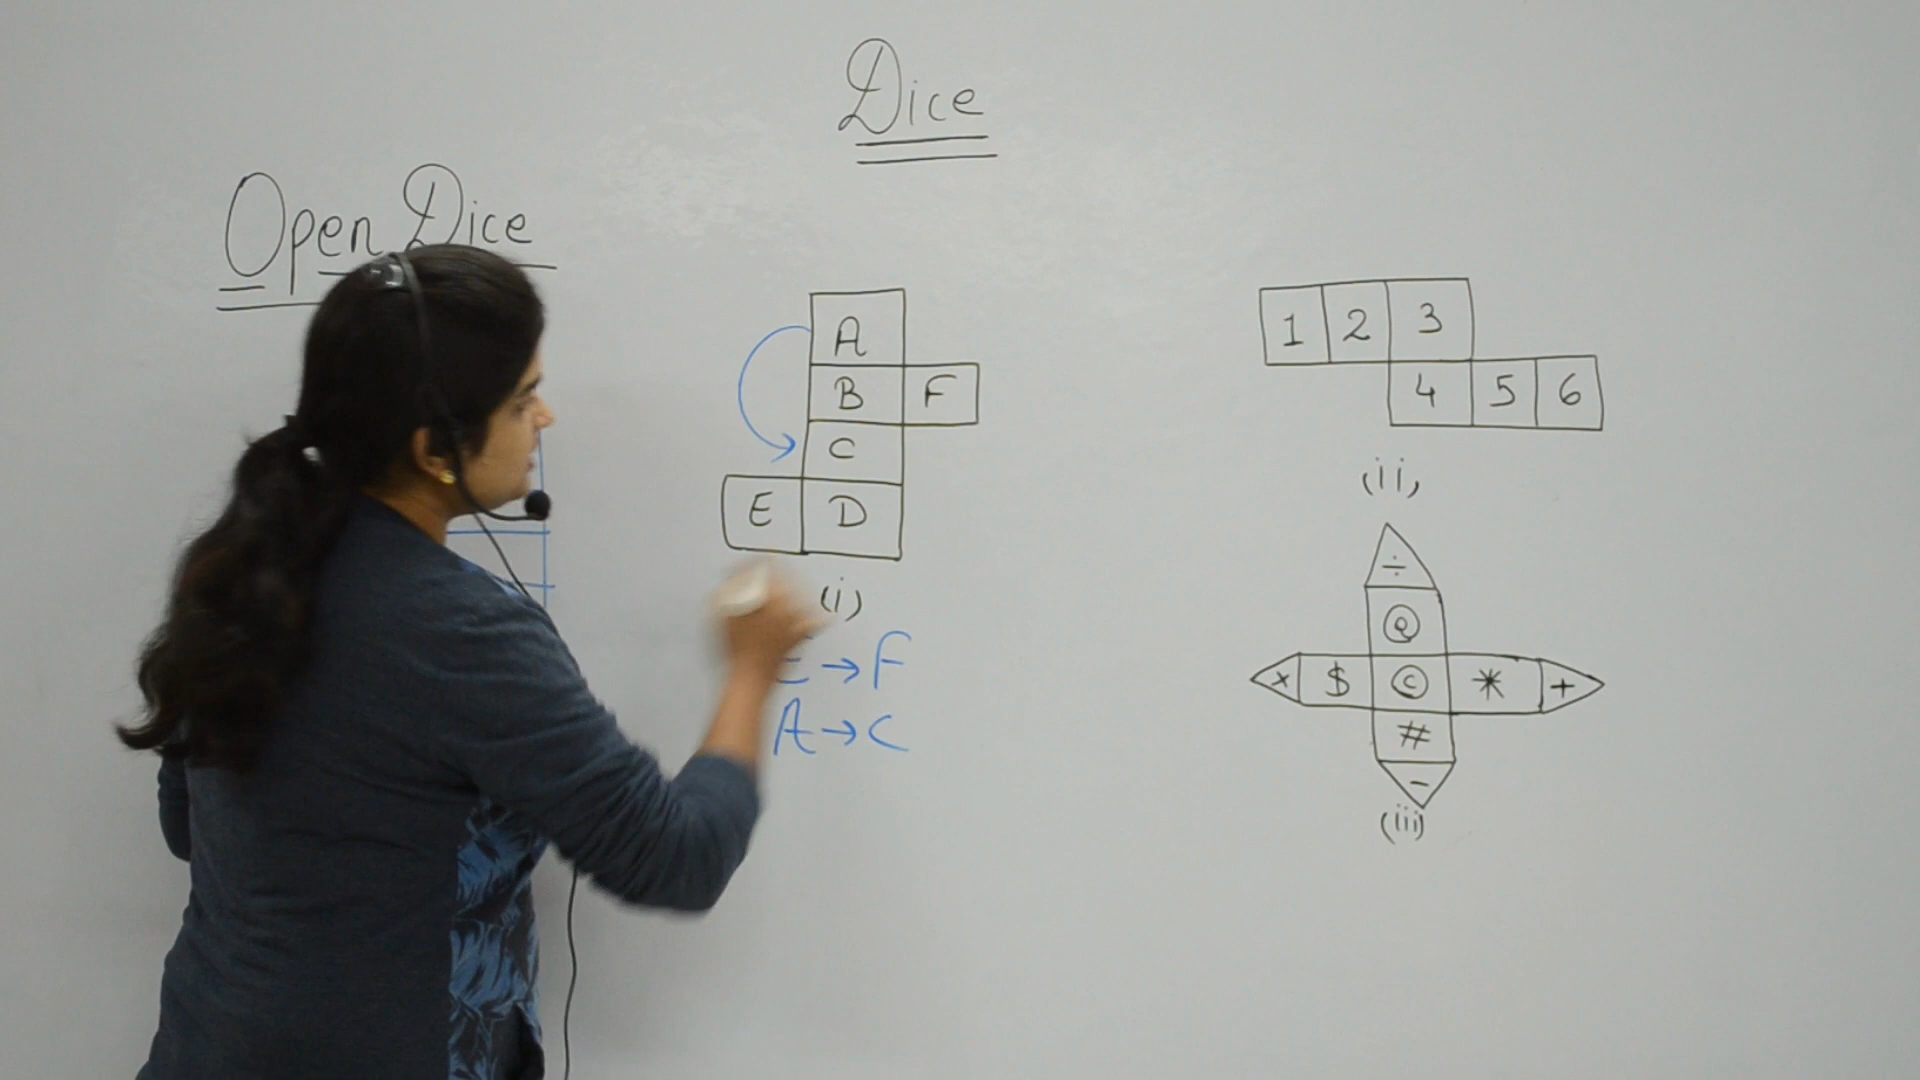 Dice
Open Dice
A
B F
C
E D
(i)
E → F
A → C
1 2 3
4 5 6
(ii)
÷
@
× $ © * +
#
-
(iii)